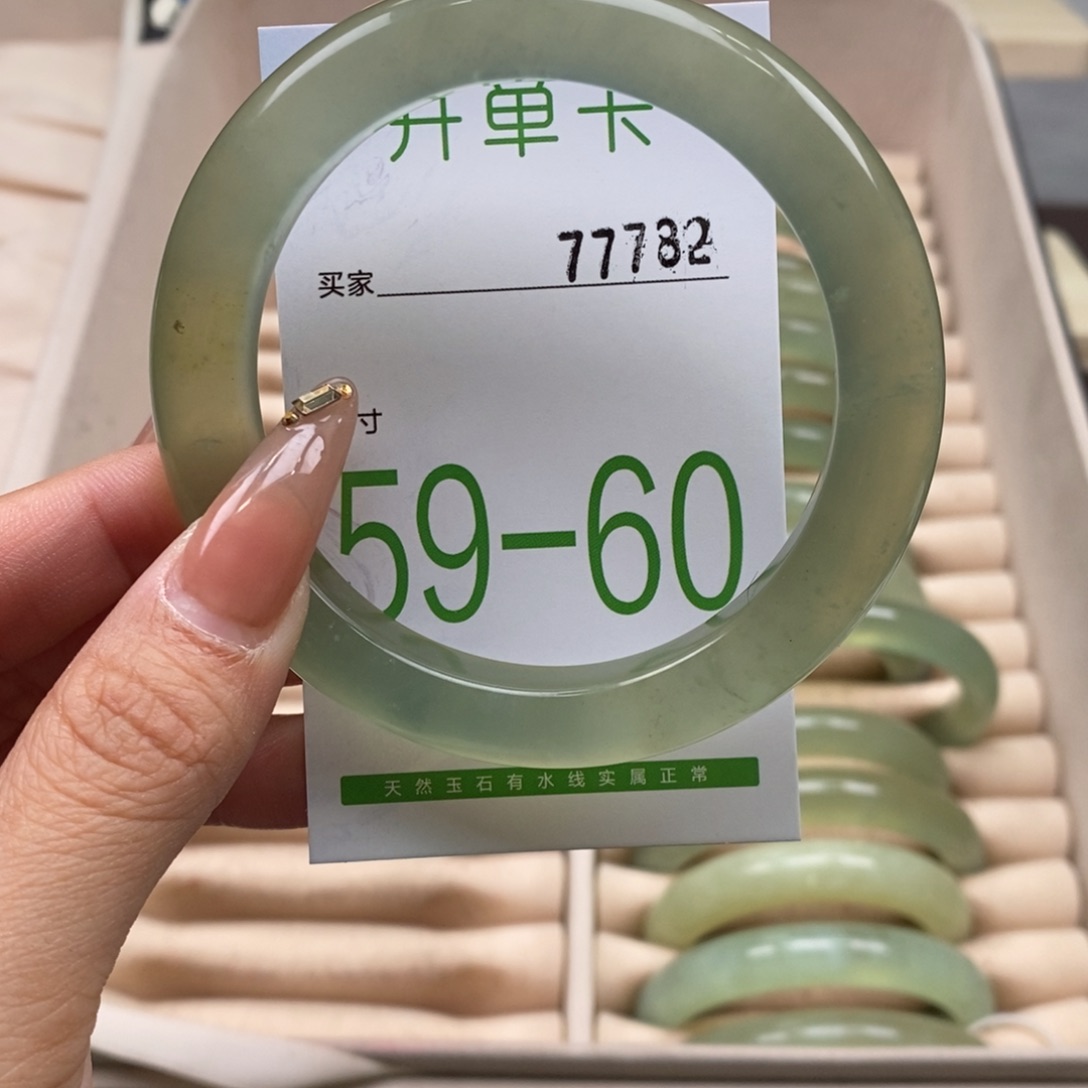 开单卡
买家 77782
寸
59-60
天然玉石有水线实属正常